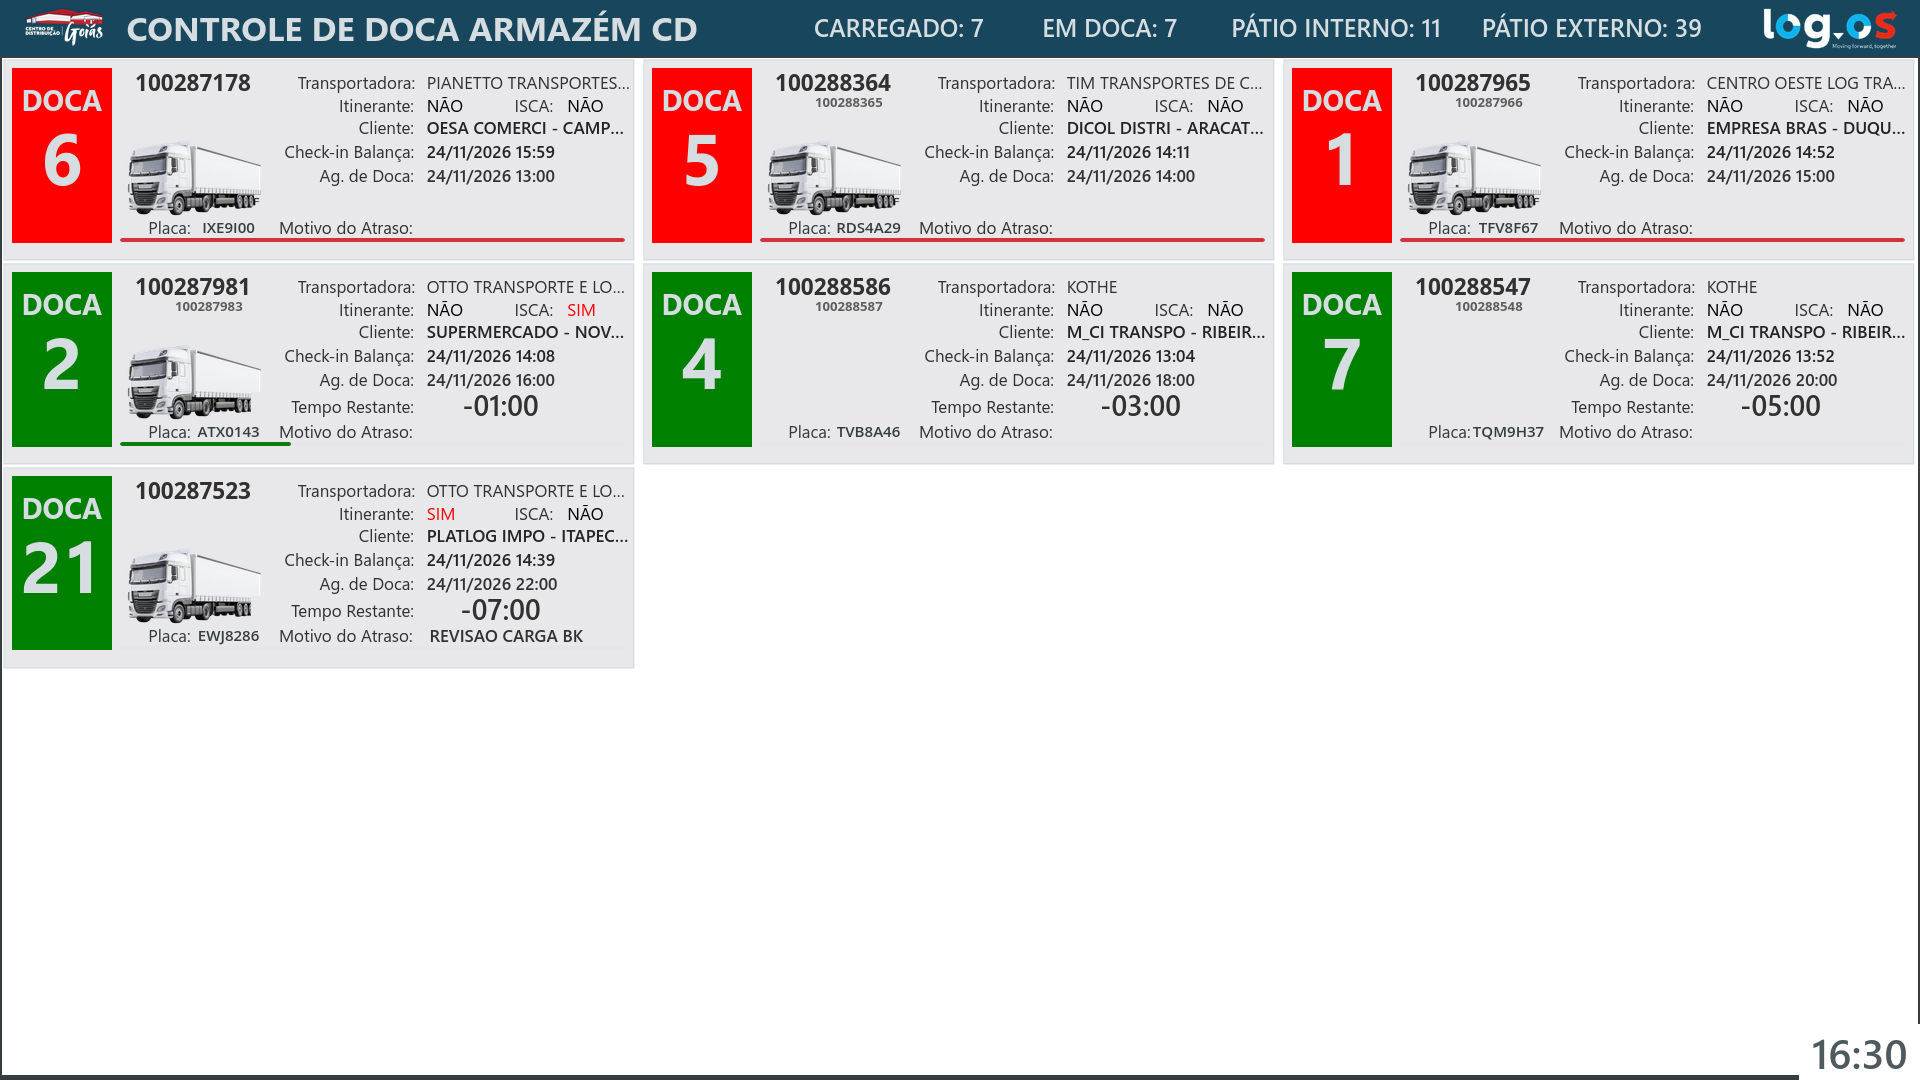 CENTRO DE DISTRIBUIÇÃO Goiás
CONTROLE DE DOCA ARMAZÉM CD
CARREGADO: 7
EM DOCA: 7
PÁTIO INTERNO: 11
PÁTIO EXTERNO: 39
log.os
Moving forward, together
DOCA
6
100287178
Transportadora: PIANETTO TRANSPORTES...
Itinerante: NÃO ISCA: NÃO
Cliente: OESA COMERCI - CAMP...
Check-in Balança: 24/11/2026 15:59
Ag. de Doca: 24/11/2026 13:00
Placa: IXE9I00 Motivo do Atraso:
DOCA
5
100288364
100288365
Transportadora: TIM TRANSPORTES DE C...
Itinerante: NÃO ISCA: NÃO
Cliente: DICOL DISTRI - ARACAT...
Check-in Balança: 24/11/2026 14:11
Ag. de Doca: 24/11/2026 14:00
Placa: RDS4A29 Motivo do Atraso:
DOCA
1
100287965
100287966
Transportadora: CENTRO OESTE LOG TRA...
Itinerante: NÃO ISCA: NÃO
Cliente: EMPRESA BRAS - DUQU...
Check-in Balança: 24/11/2026 14:52
Ag. de Doca: 24/11/2026 15:00
Placa: TFV8F67 Motivo do Atraso:
DOCA
2
100287981
100287983
Transportadora: OTTO TRANSPORTE E LO...
Itinerante: NÃO ISCA: SIM
Cliente: SUPERMERCADO - NOV...
Check-in Balança: 24/11/2026 14:08
Ag. de Doca: 24/11/2026 16:00
Tempo Restante: -01:00
Placa: ATX0143 Motivo do Atraso:
DOCA
4
100288586
100288587
Transportadora: KOTHE
Itinerante: NÃO ISCA: NÃO
Cliente: M_CI TRANSPO - RIBEIR...
Check-in Balança: 24/11/2026 13:04
Ag. de Doca: 24/11/2026 18:00
Tempo Restante: -03:00
Placa: TVB8A46 Motivo do Atraso:
DOCA
7
100288547
100288548
Transportadora: KOTHE
Itinerante: NÃO ISCA: NÃO
Cliente: M_CI TRANSPO - RIBEIR...
Check-in Balança: 24/11/2026 13:52
Ag. de Doca: 24/11/2026 20:00
Tempo Restante: -05:00
Placa: TQM9H37 Motivo do Atraso:
DOCA
21
100287523
Transportadora: OTTO TRANSPORTE E LO...
Itinerante: SIM ISCA: NÃO
Cliente: PLATLOG IMPO - ITAPEC...
Check-in Balança: 24/11/2026 14:39
Ag. de Doca: 24/11/2026 22:00
Tempo Restante: -07:00
Placa: EWJ8286 Motivo do Atraso: REVISAO CARGA BK
16:30